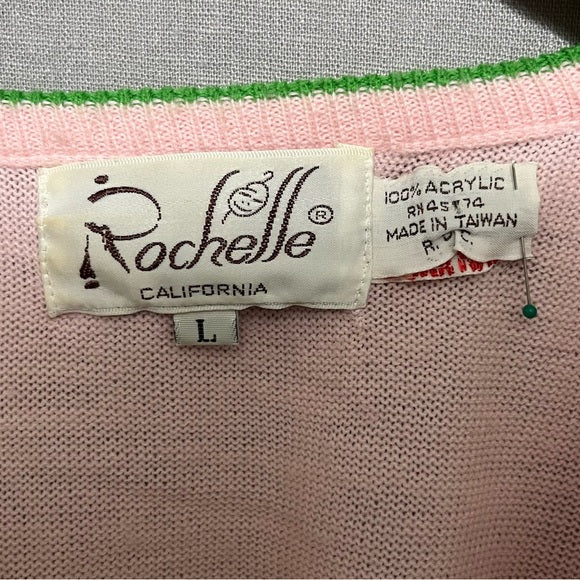 Rochelle®
CALIFORNIA
L
100% ACRYLIC
MADE IN TAIWAN